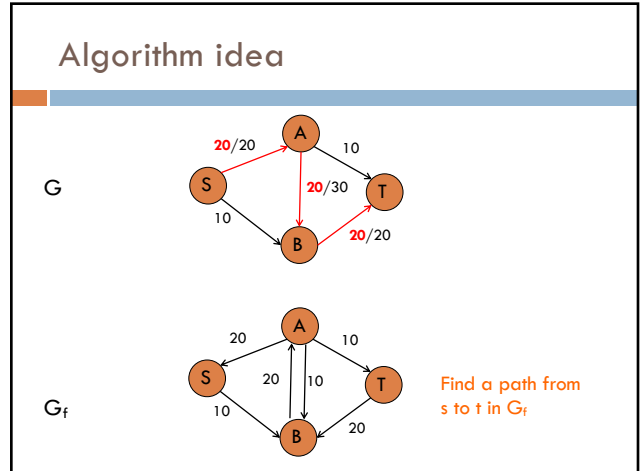 Algorithm idea
A
20/20
10
G
S
20/30
T
10
20/20
B
A
20
10
S
20
10
T
Find a path from
s to t in Gf
Gf
10
20
B